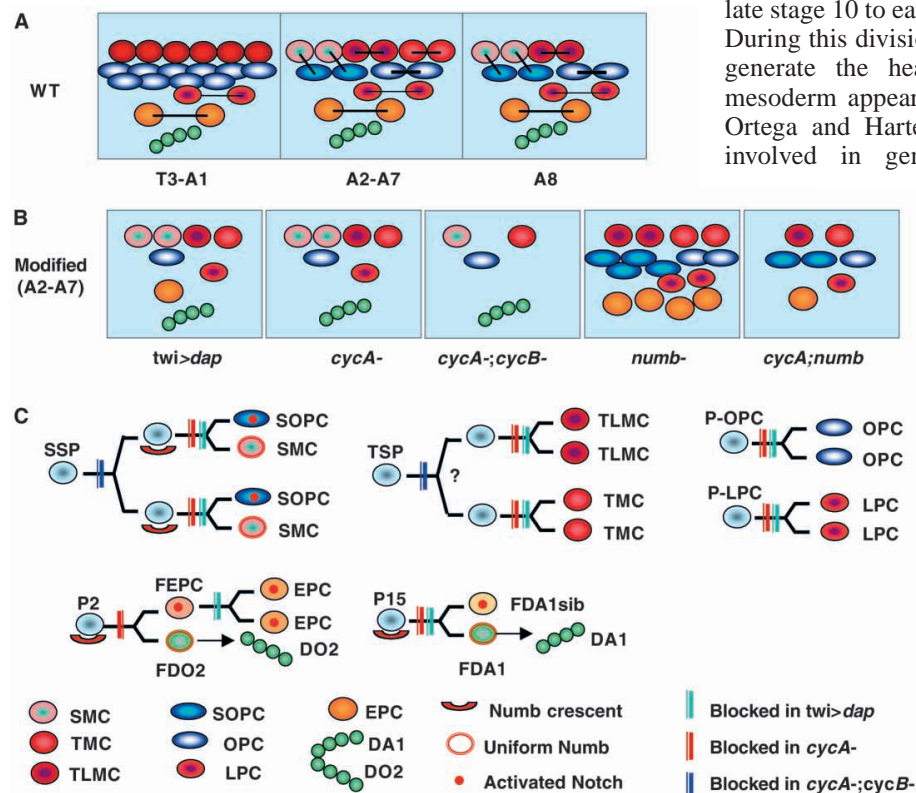 late stage 10 to ea
During this divisio
generate the hea
mesoderm appear
Ortega and Harte
involved in gen
A
WT
T3-A1
A2-A7
A8
B
Modified
(A2-A7)
twi>dap
cycA-
cycA-;cycB-
numb-
cycA;numb
C
SSP
SOPC
SMC
SOPC
SMC
TSP
?
TLMC
TLMC
TMC
TMC
P-OPC
OPC
OPC
P-LPC
LPC
LPC
P2
FEPC
EPC
EPC
DO2
FDO2
P15
FDA1sib
DA1
FDA1
SMC
TMC
TLMC
SOPC
OPC
LPC
EPC
DA1
DO2
Numb crescent
Uniform Numb
Activated Notch
Blocked in twi>dap
Blocked in cycA-
Blocked in cycA-;cycB-